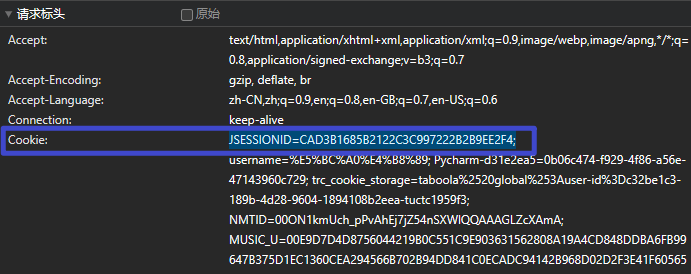 请求标头 原始
Accept: text/html,application/xhtml+xml,application/xml;q=0.9,image/webp,image/apng,*/*;q=
0.8,application/signed-exchange;v=b3;q=0.7
Accept-Encoding: gzip, deflate, br
Accept-Language: zh-CN,zh;q=0.9,en;q=0.8,en-GB;q=0.7,en-US;q=0.6
Connection: keep-alive
Cookie: JSESSIONID=CAD3B1685B2122C3C997222B2B9EE2F4;
username=%E5%BC%A0%E4%B8%89; Pycharm-d31e2ea5=0b06c474-f929-4f86-a56e-
47143960c729; trc_cookie_storage=taboola%2520global%253Auser-id%3Dc32be1c3-
189b-4d28-9604-1894108b2eea-tuctc1959f3;
NMTID=00ON1kmUch_pPvAhEj7jZ54nSXWIQQAAAGLZcXAmA;
MUSIC_U=00E9D7D4D8756044219B0C551C9E903631562808A19A4CD848DDBA6FB99
647B375D1EC1360CEA294566B702B94DD841C0ECADC94142B968D02D2F3E41F60565